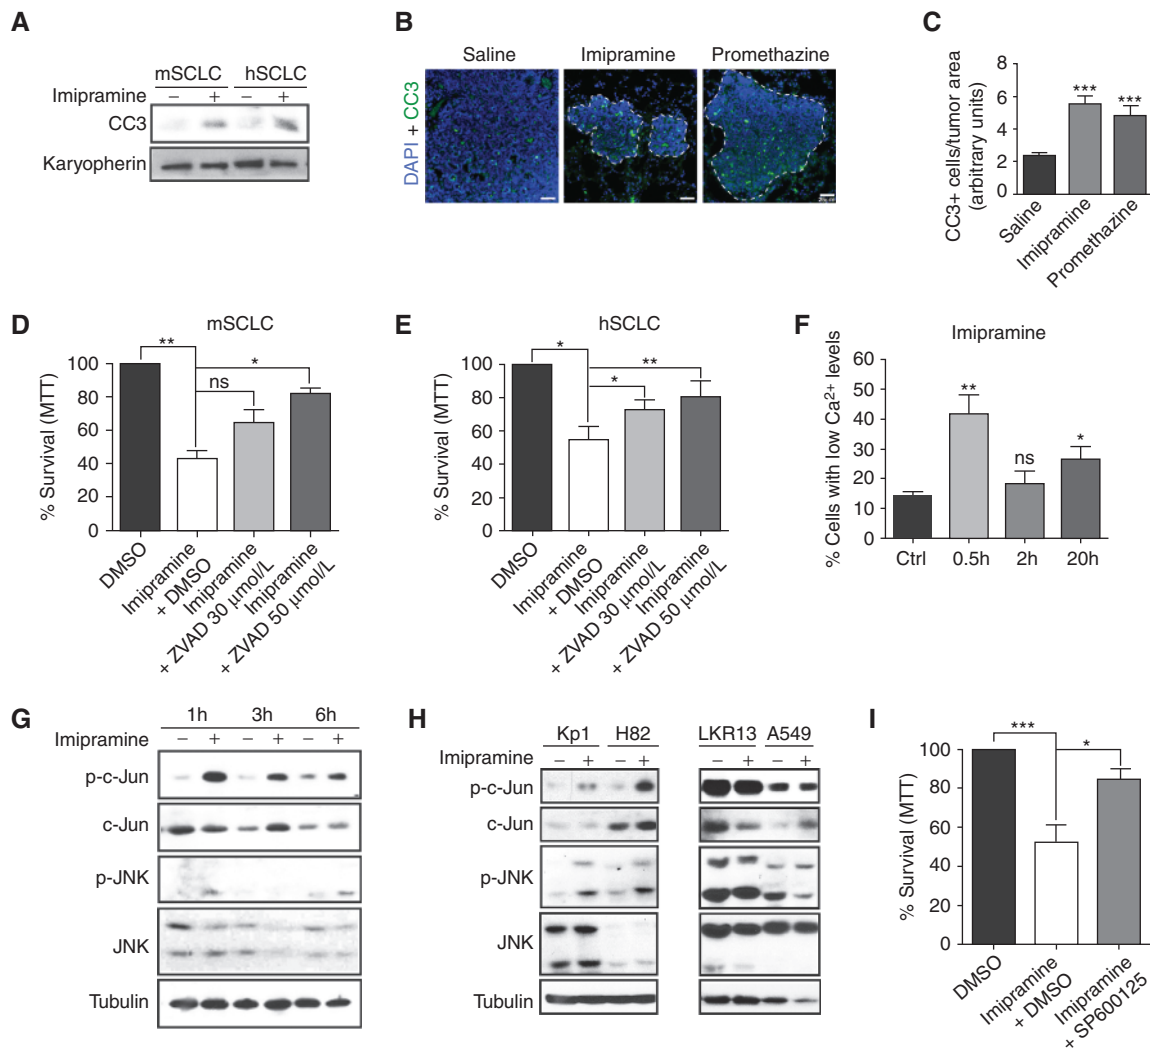 A
mSCLC hSCLC
Imipramine – + – +
CC3
Karyopherin
B
Saline Imipramine Promethazine
DAPI + CC3
C
CC3+ cells/tumor area
(arbitrary units)
8
6
4
2
0
***
***
Saline
Imipramine
Promethazine
D
mSCLC
% Survival (MTT)
100
80
60
40
20
0
**
*
ns
DMSO
Imipramine
+ DMSO
Imipramine
+ ZVAD 30 µmol/L
Imipramine
+ ZVAD 50 µmol/L
E
hSCLC
% Survival (MTT)
100
80
60
40
20
0
*
**
*
DMSO
Imipramine
+ DMSO
Imipramine
+ ZVAD 30 µmol/L
Imipramine
+ ZVAD 50 µmol/L
F
Imipramine
% Cells with low Ca2+ levels
60
50
40
30
20
10
0
**
ns
*
Ctrl 0.5h 2h 20h
G
1h 3h 6h
Imipramine – + – + – +
p-c-Jun
c-Jun
p-JNK
JNK
Tubulin
H
Kp1 H82 LKR13 A549
Imipramine – + – + – + – +
p-c-Jun
c-Jun
p-JNK
JNK
Tubulin
I
% Survival (MTT)
100
80
60
40
20
0
***
*
DMSO
Imipramine
+ DMSO
Imipramine
+ SP600125